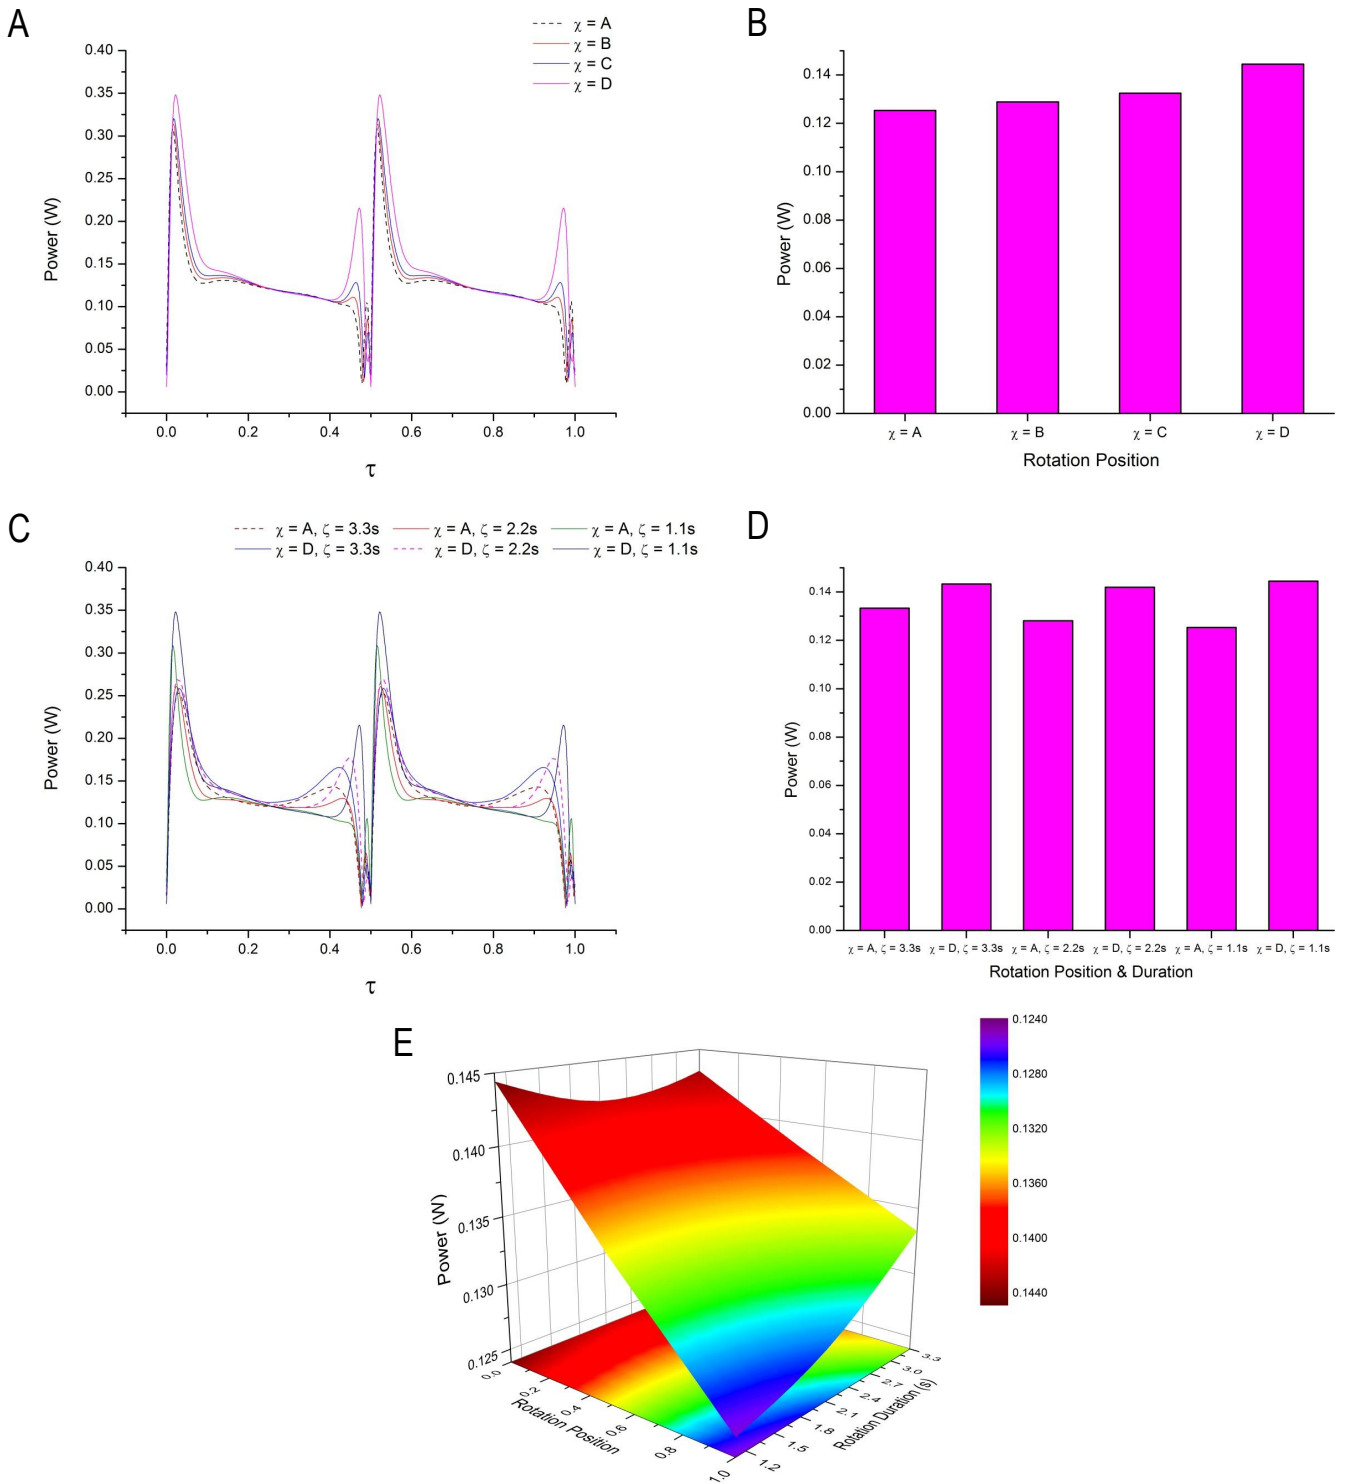 A
χ = A
χ = B
χ = C
χ = D
0.40
0.35
0.30
0.25
0.20
0.15
0.10
0.05
0.00
Power (W)
0.0 0.2 0.4 0.6 0.8 1.0
τ
B
0.14
0.12
0.10
0.08
0.06
0.04
0.02
0.00
Power (W)
χ = A χ = B χ = C χ = D
Rotation Position
C
χ = A, ζ = 3.3s χ = A, ζ = 2.2s χ = A, ζ = 1.1s
χ = D, ζ = 3.3s χ = D, ζ = 2.2s χ = D, ζ = 1.1s
0.40
0.35
0.30
0.25
0.20
0.15
0.10
0.05
0.00
Power (W)
0.0 0.2 0.4 0.6 0.8 1.0
τ
D
0.14
0.12
0.10
0.08
0.06
0.04
0.02
0.00
Power (W)
χ = A, ζ = 3.3s χ = D, ζ = 3.3s χ = A, ζ = 2.2s χ = D, ζ = 2.2s χ = A, ζ = 1.1s χ = D, ζ = 1.1s
Rotation Position & Duration
E
0.145
0.140
0.135
0.130
0.125
Power (W)
0.0 0.2 0.4 0.6 0.8 1.0
Rotation Position
1.2 1.5 1.8 2.1 2.4 2.7 3.0 3.3
Rotation Duration (s)
0.1240
0.1280
0.1320
0.1360
0.1400
0.1440